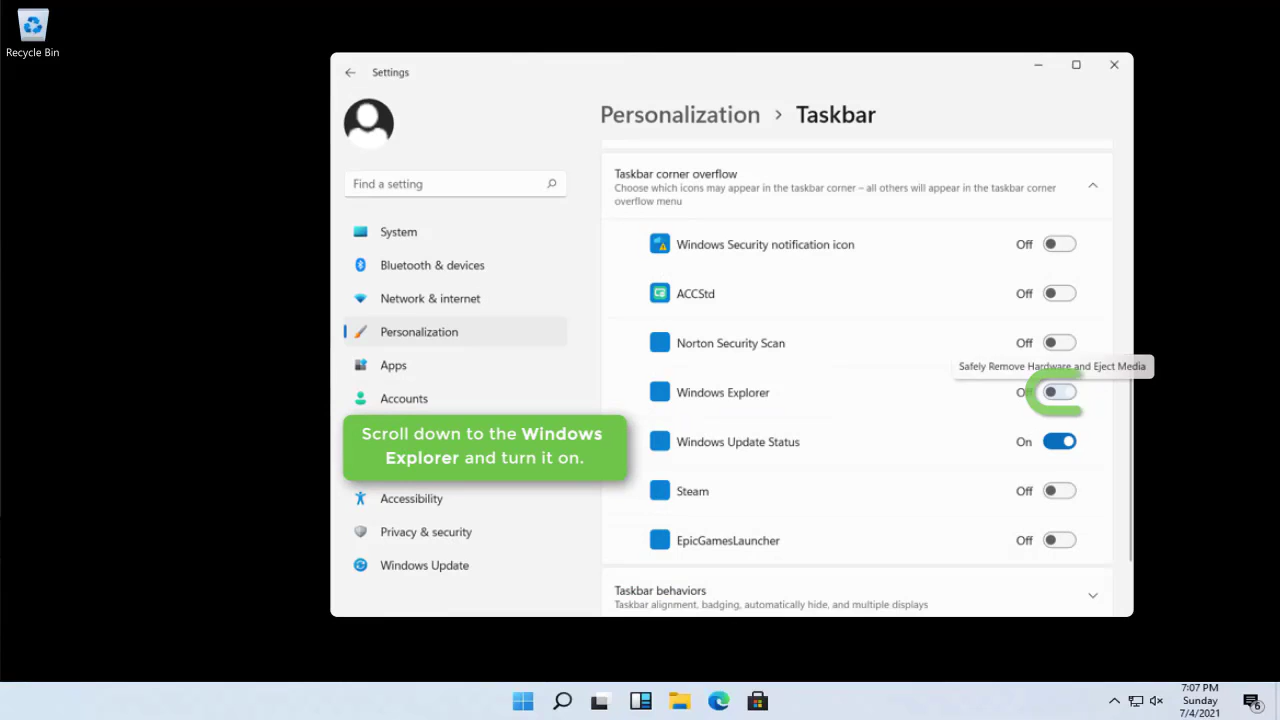 Recycle Bin
Settings
Personalization > Taskbar
Find a setting
System
Bluetooth & devices
Network & internet
Personalization
Apps
Accounts
Scroll down to the Windows
Explorer and turn it on.
Accessibility
Privacy & security
Windows Update
Taskbar corner overflow
Choose which icons may appear in the taskbar corner – all others will appear in the taskbar corner
overflow menu
Windows Security notification icon Off
ACCStd Off
Norton Security Scan Off
Safely Remove Hardware and Eject Media
Windows Explorer Off
Windows Update Status On
Steam Off
EpicGamesLauncher Off
Taskbar behaviors
Taskbar alignment, badging, automatically hide, and multiple displays
7:07 PM
Sunday
7/4/2021
6